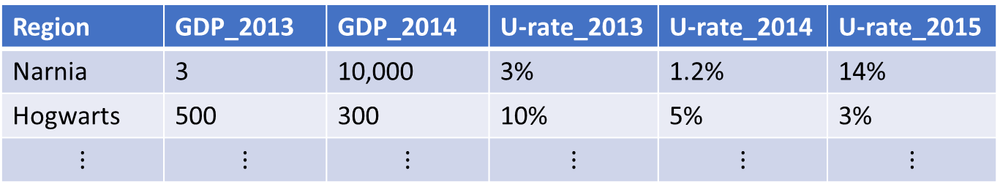 Region GDP_2013 GDP_2014 U-rate_2013 U-rate_2014 U-rate_2015
Narnia 3 10,000 3% 1.2% 14%
Hogwarts 500 300 10% 5% 3%
⋮ ⋮ ⋮ ⋮ ⋮ ⋮